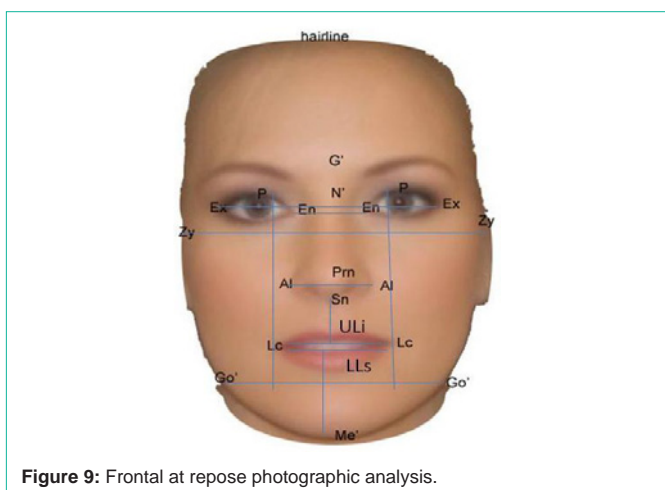 hairline
G'
P N' P
Ex En En Ex
Zy Zy
Prn
Al Al
Sn
ULi
Lc Lc
LLs
Go' Go'
Me'
Figure 9: Frontal at repose photographic analysis.